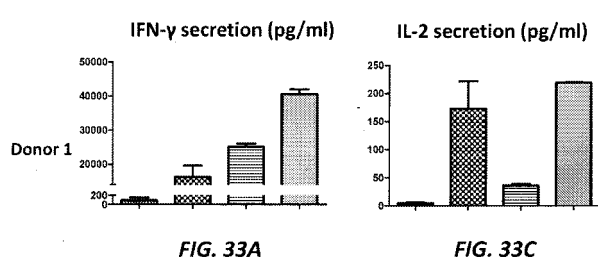 IFN-γ secretion (pg/ml)
IL-2 secretion (pg/ml)
Donor 1
50000
40000
30000
20000
200
0
250
200
150
100
50
0
FIG. 33A
FIG. 33C